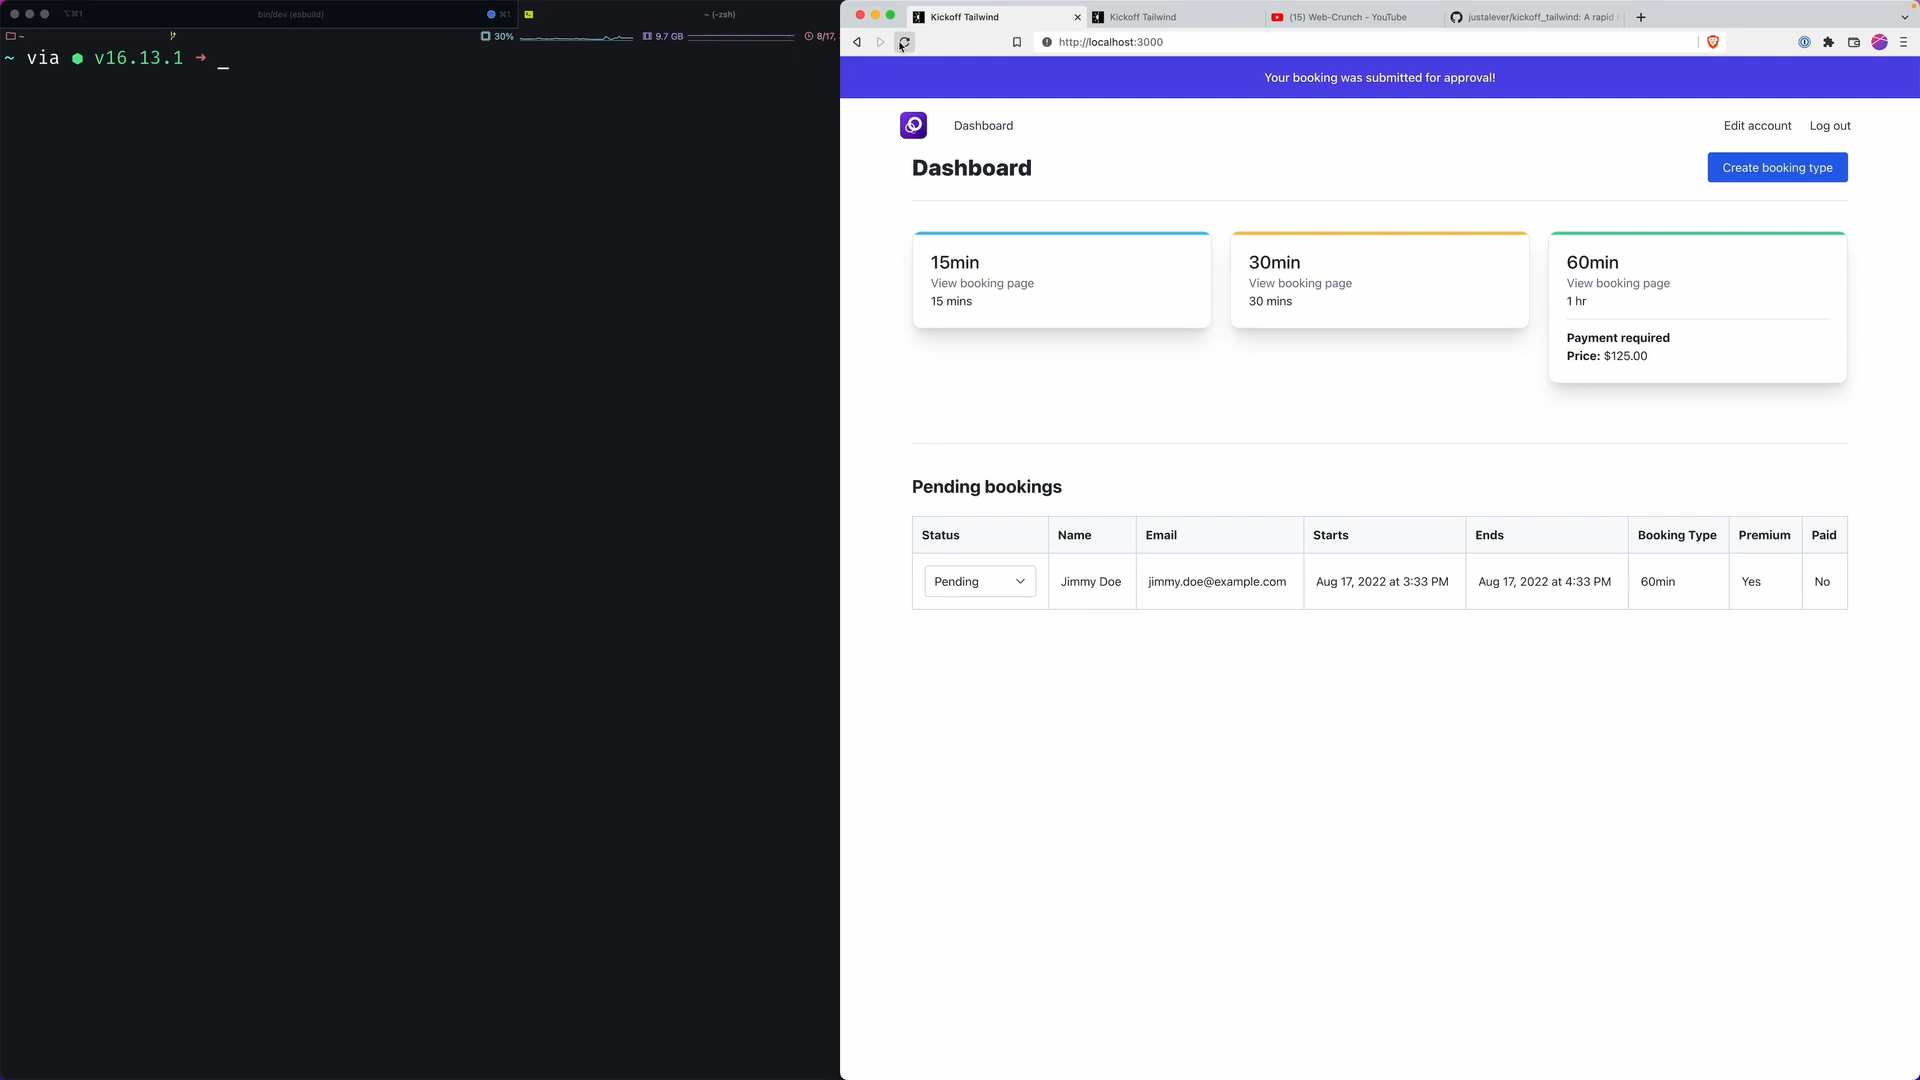 ⌥⌘1
bin/dev (esbuild)
⌘1
~ (-zsh)
~
30%
9.7 GB
8/17,
~ via ⬢ v16.13.1 ➜ _
Kickoff Tailwind
Kickoff Tailwind
(15) Web-Crunch - YouTube
justalever/kickoff_tailwind: A rapid
http://localhost:3000
Your booking was submitted for approval!
Dashboard
Edit account
Log out
Dashboard
Create booking type
15min
View booking page
15 mins
30min
View booking page
30 mins
60min
View booking page
1 hr
Payment required
Price: $125.00
Pending bookings
Status Name Email Starts Ends Booking Type Premium Paid
Pending Jimmy Doe jimmy.doe@example.com Aug 17, 2022 at 3:33 PM Aug 17, 2022 at 4:33 PM 60min Yes No